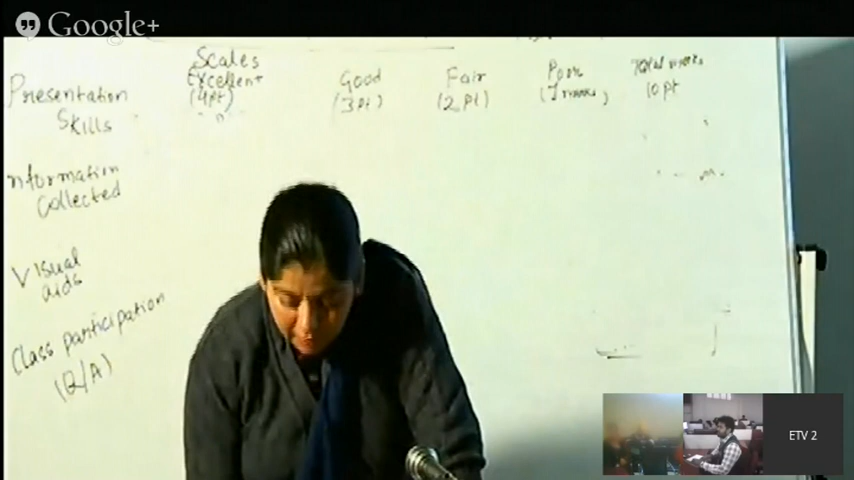 Google+
Scales
Presentation Excellent Good Fair Poor Total marks
Skills (4pt) (3pt) (2pt) (1 marks) 10 pt
Information
Collected
Visual
aids
Class participation
(Q/A)
ETV 2